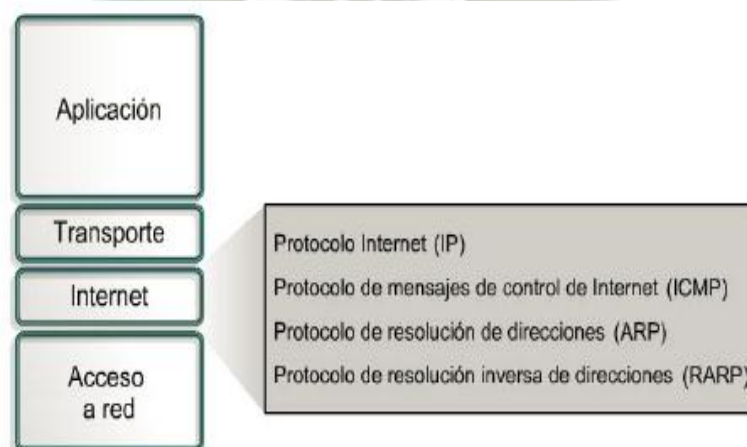 Aplicación
Transporte
Internet
Acceso
a red
Protocolo Internet (IP)
Protocolo de mensajes de control de Internet (ICMP)
Protocolo de resolución de direcciones (ARP)
Protocolo de resolución inversa de direcciones (RARP)